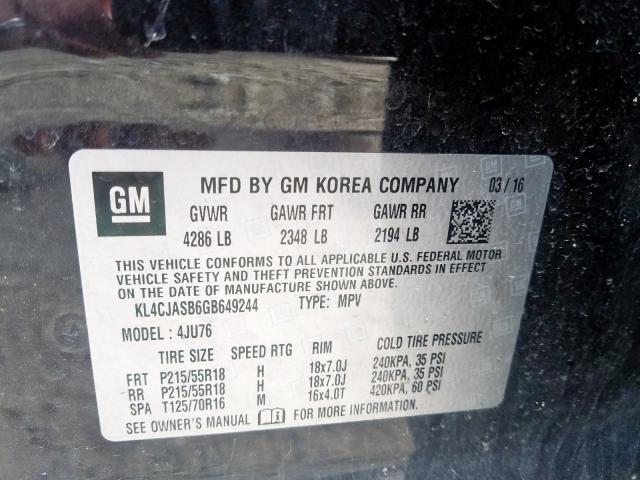 GM MFD BY GM KOREA COMPANY 03/16
GVWR GAWR FRT GAWR RR
4286 LB 2348 LB 2194 LB
THIS VEHICLE CONFORMS TO ALL APPLICABLE U.S. FEDERAL MOTOR
VEHICLE SAFETY AND THEFT PREVENTION STANDARDS IN EFFECT
ON THE DATE OF MANUFACTURE SHOWN ABOVE.
KL4CJASB6GB649244 TYPE: MPV
MODEL: 4JU76
TIRE SIZE SPEED RTG RIM COLD TIRE PRESSURE
FRT P215/55R18 H 18x7.0J 240KPA, 35 PSI
RR P215/55R18 H 18x7.0J 240KPA, 35 PSI
SPA T125/70R16 M 16x4.0T 420KPA, 60 PSI
SEE OWNER'S MANUAL FOR MORE INFORMATION.